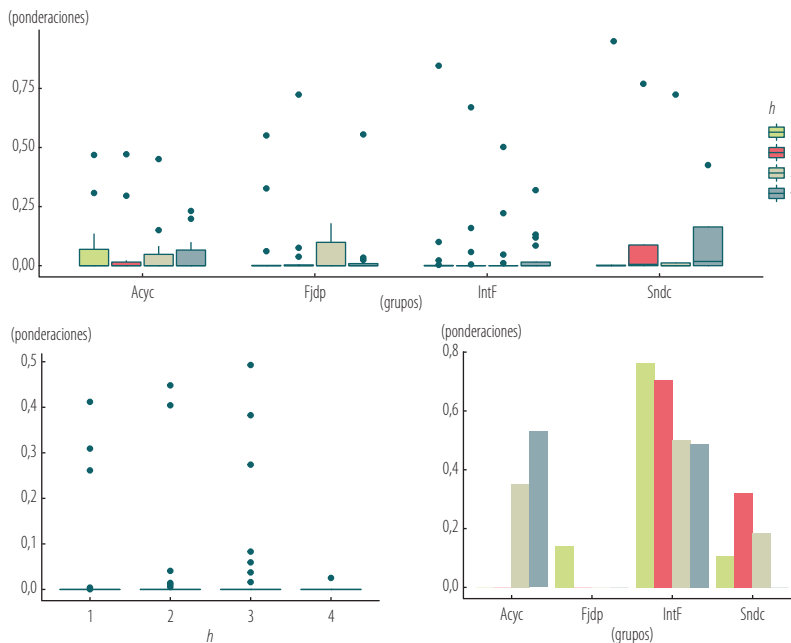 (ponderaciones)
0,75
0,50
0,25
0,00
Acyc Fjdp IntF Sndc
(grupos)
h
(ponderaciones)
0,5
0,4
0,3
0,2
0,1
0,0
1 2 3 4
h
(ponderaciones)
0,8
0,6
0,4
0,2
0,0
Acyc Fjdp IntF Sndc
(grupos)